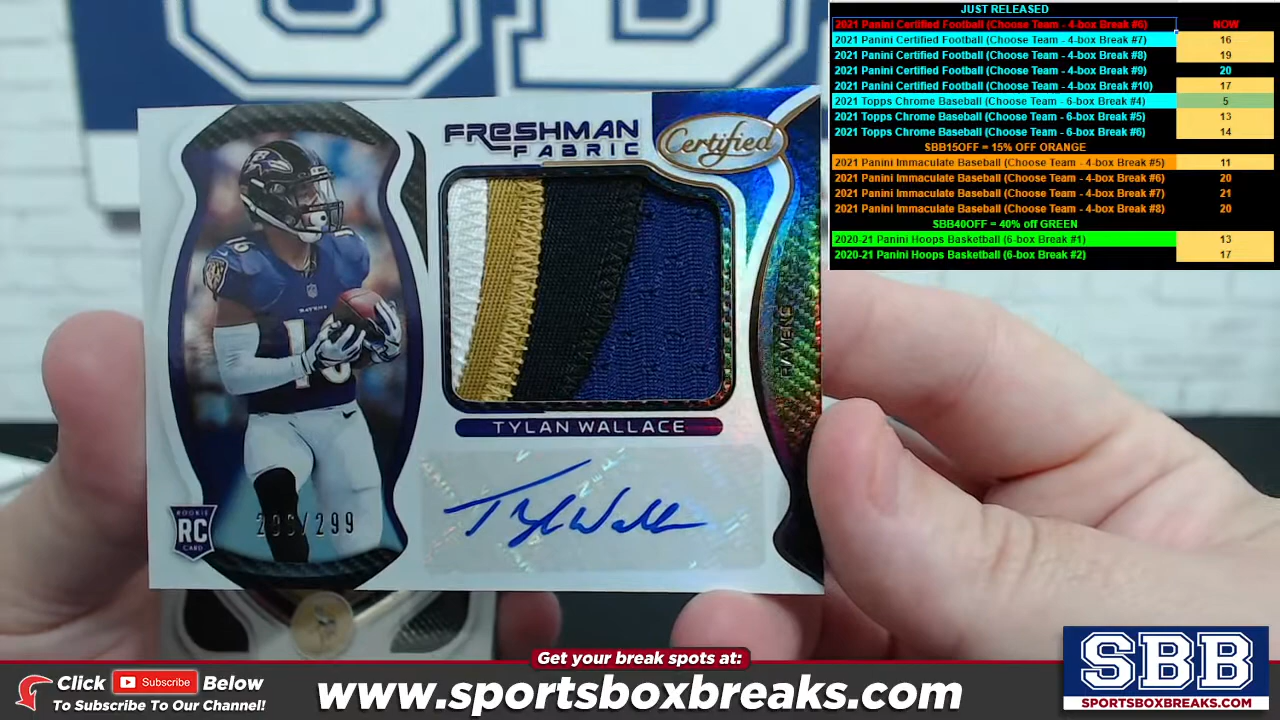 JUST RELEASED
2021 Panini Certified Football (Choose Team - 4-box Break #6) NOW
2021 Panini Certified Football (Choose Team - 4-box Break #7) 16
2021 Panini Certified Football (Choose Team - 4-box Break #8) 19
2021 Panini Certified Football (Choose Team - 4-box Break #9) 20
2021 Panini Certified Football (Choose Team - 4-box Break #10) 17
2021 Topps Chrome Baseball (Choose Team - 6-box Break #4) 5
2021 Topps Chrome Baseball (Choose Team - 6-box Break #5) 13
2021 Topps Chrome Baseball (Choose Team - 6-box Break #6) 14
SBB15OFF = 15% OFF ORANGE
2021 Panini Immaculate Baseball (Choose Team - 4-box Break #5) 11
2021 Panini Immaculate Baseball (Choose Team - 4-box Break #6) 20
2021 Panini Immaculate Baseball (Choose Team - 4-box Break #7) 21
2021 Panini Immaculate Baseball (Choose Team - 4-box Break #8) 20
SBB40OFF = 40% off GREEN
2020-21 Panini Hoops Basketball (6-box Break #1) 13
2020-21 Panini Hoops Basketball (6-box Break #2) 17
FRESHMAN
FABRIC
Certified
RAVENS
RAVENS
TYLAN WALLACE
ROOKIE
RC
CARD
/299
Get your break spots at:
Click Subscribe Below
To Subscribe To Our Channel!
www.sportsboxbreaks.com
SBB
SPORTSBOXBREAKS.COM